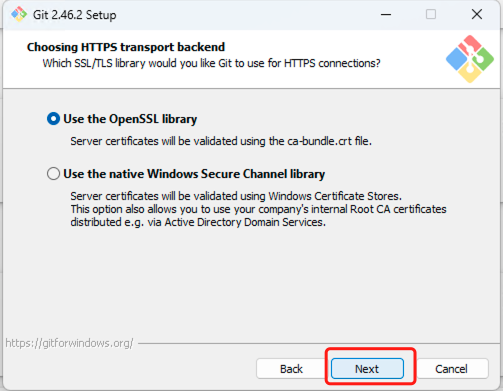 Git 2.46.2 Setup
Choosing HTTPS transport backend
Which SSL/TLS library would you like Git to use for HTTPS connections?
Use the OpenSSL library
Server certificates will be validated using the ca-bundle.crt file.
Use the native Windows Secure Channel library
Server certificates will be validated using Windows Certificate Stores.
This option also allows you to use your company's internal Root CA certificates
distributed e.g. via Active Directory Domain Services.
https://gitforwindows.org/
Back Next Cancel